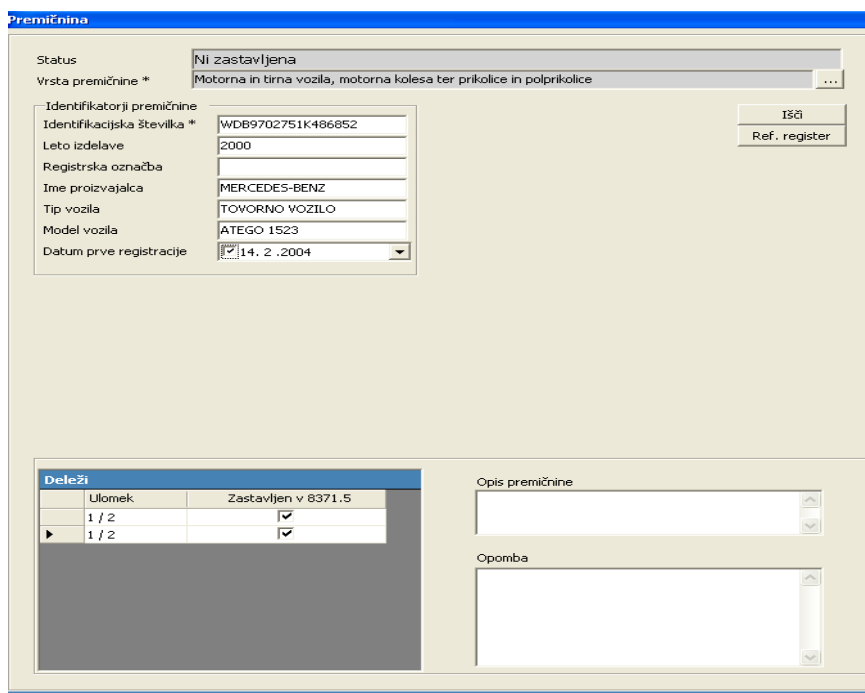 Premičnina
Status Ni zastavljena
Vrsta premičnine * Motorna in tirna vozila, motorna kolesa ter prikolice in polprikolice ...
Identifikatorji premičnine
Identifikacijska številka * WDB9702751K486852
Leto izdelave 2000
Registrska označba
Ime proizvajalca MERCEDES-BENZ
Tip vozila TOVORNO VOZILO
Model vozila ATEGO 1523
Datum prve registracije 14. 2 .2004
Išči
Ref. register
Deleži
Ulomek Zastavljen v 8371.5
1 / 2
1 / 2
Opis premičnine
Opomba